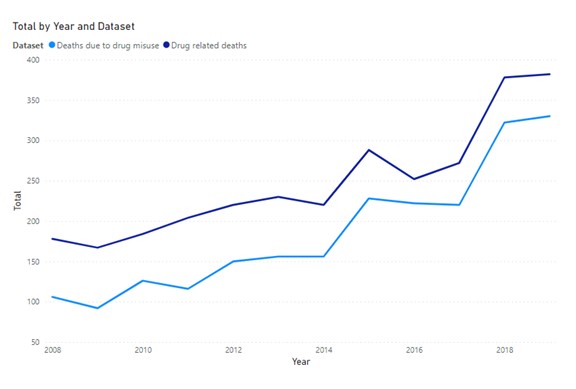 Total by Year and Dataset
Dataset Deaths due to drug misuse Drug related deaths
400
350
300
250
200
150
100
50
Total
2008 2010 2012 2014 2016 2018
Year